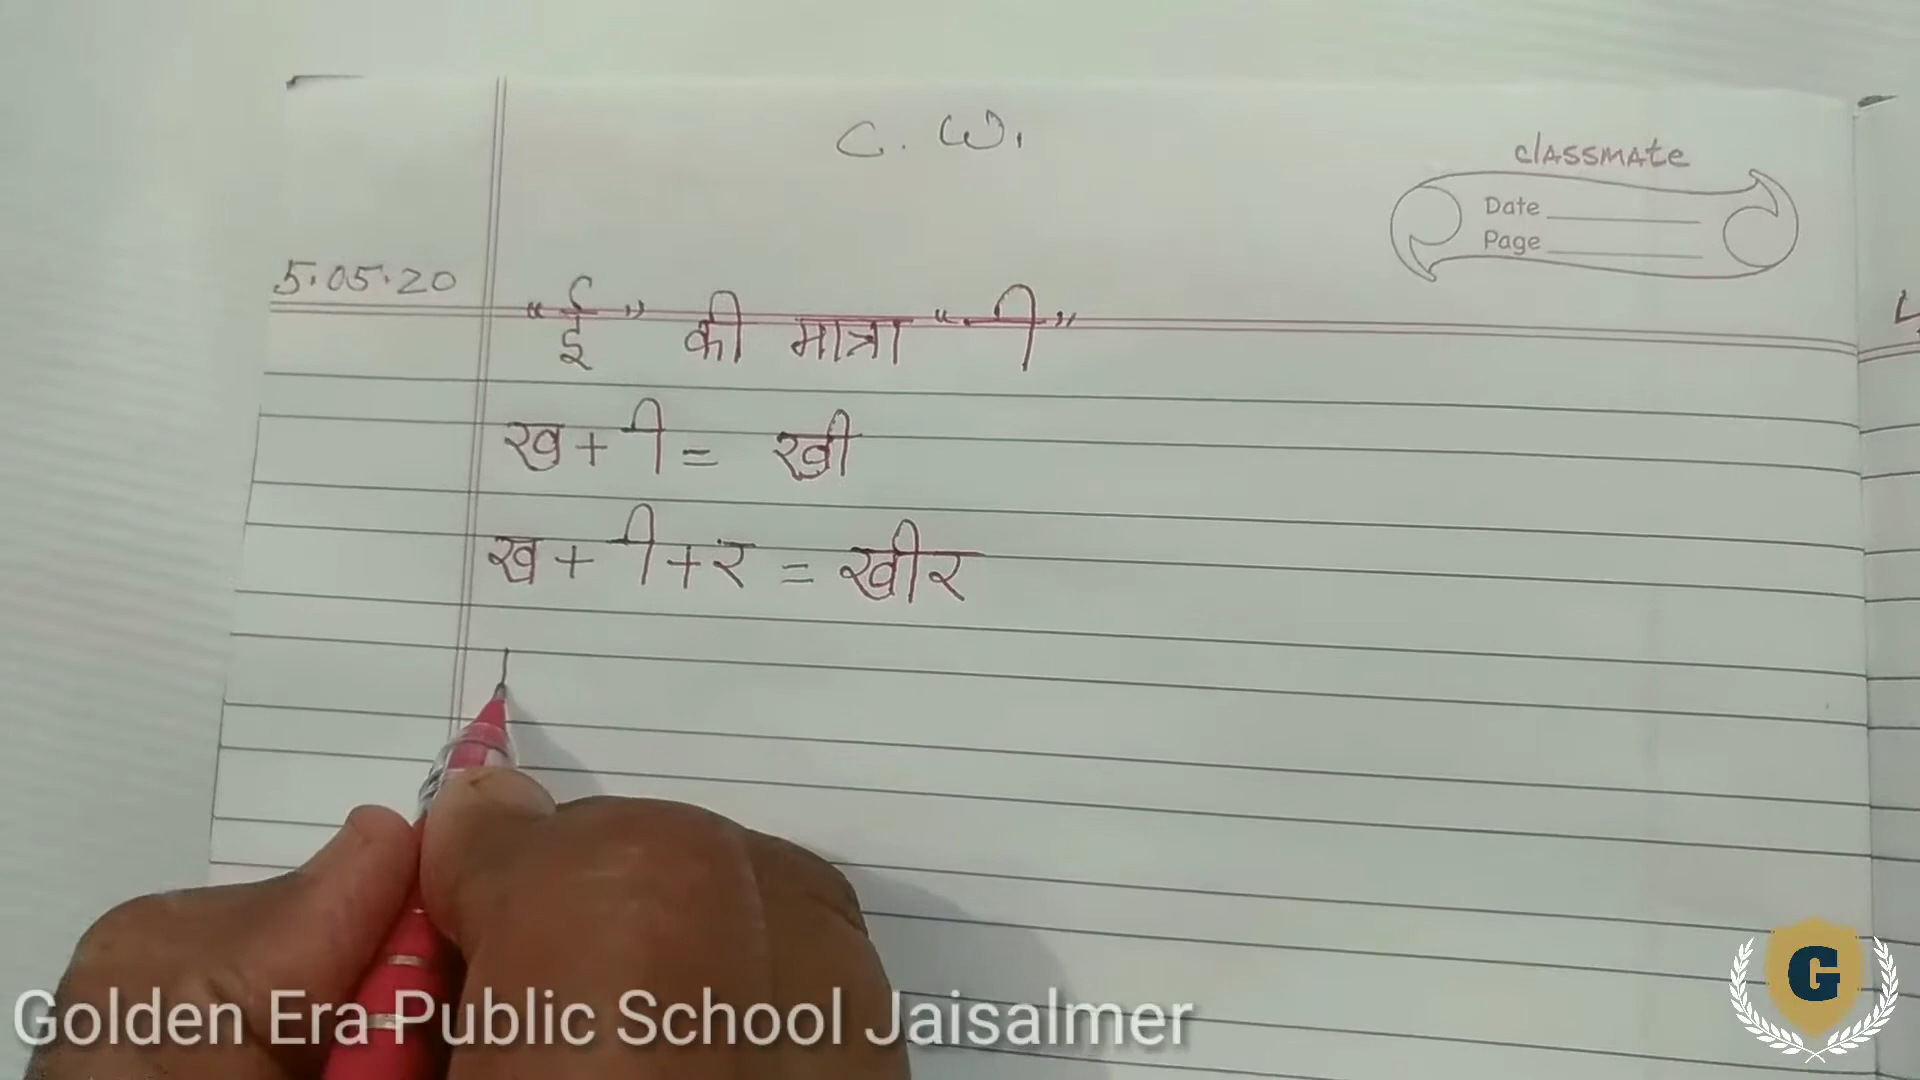 C. W.
classmate
Date
Page
5.05.20
"ई" की मात्रा "ी"
ख + ी = खी
ख + ी + र = खीर
Golden Era Public School Jaisalmer
G